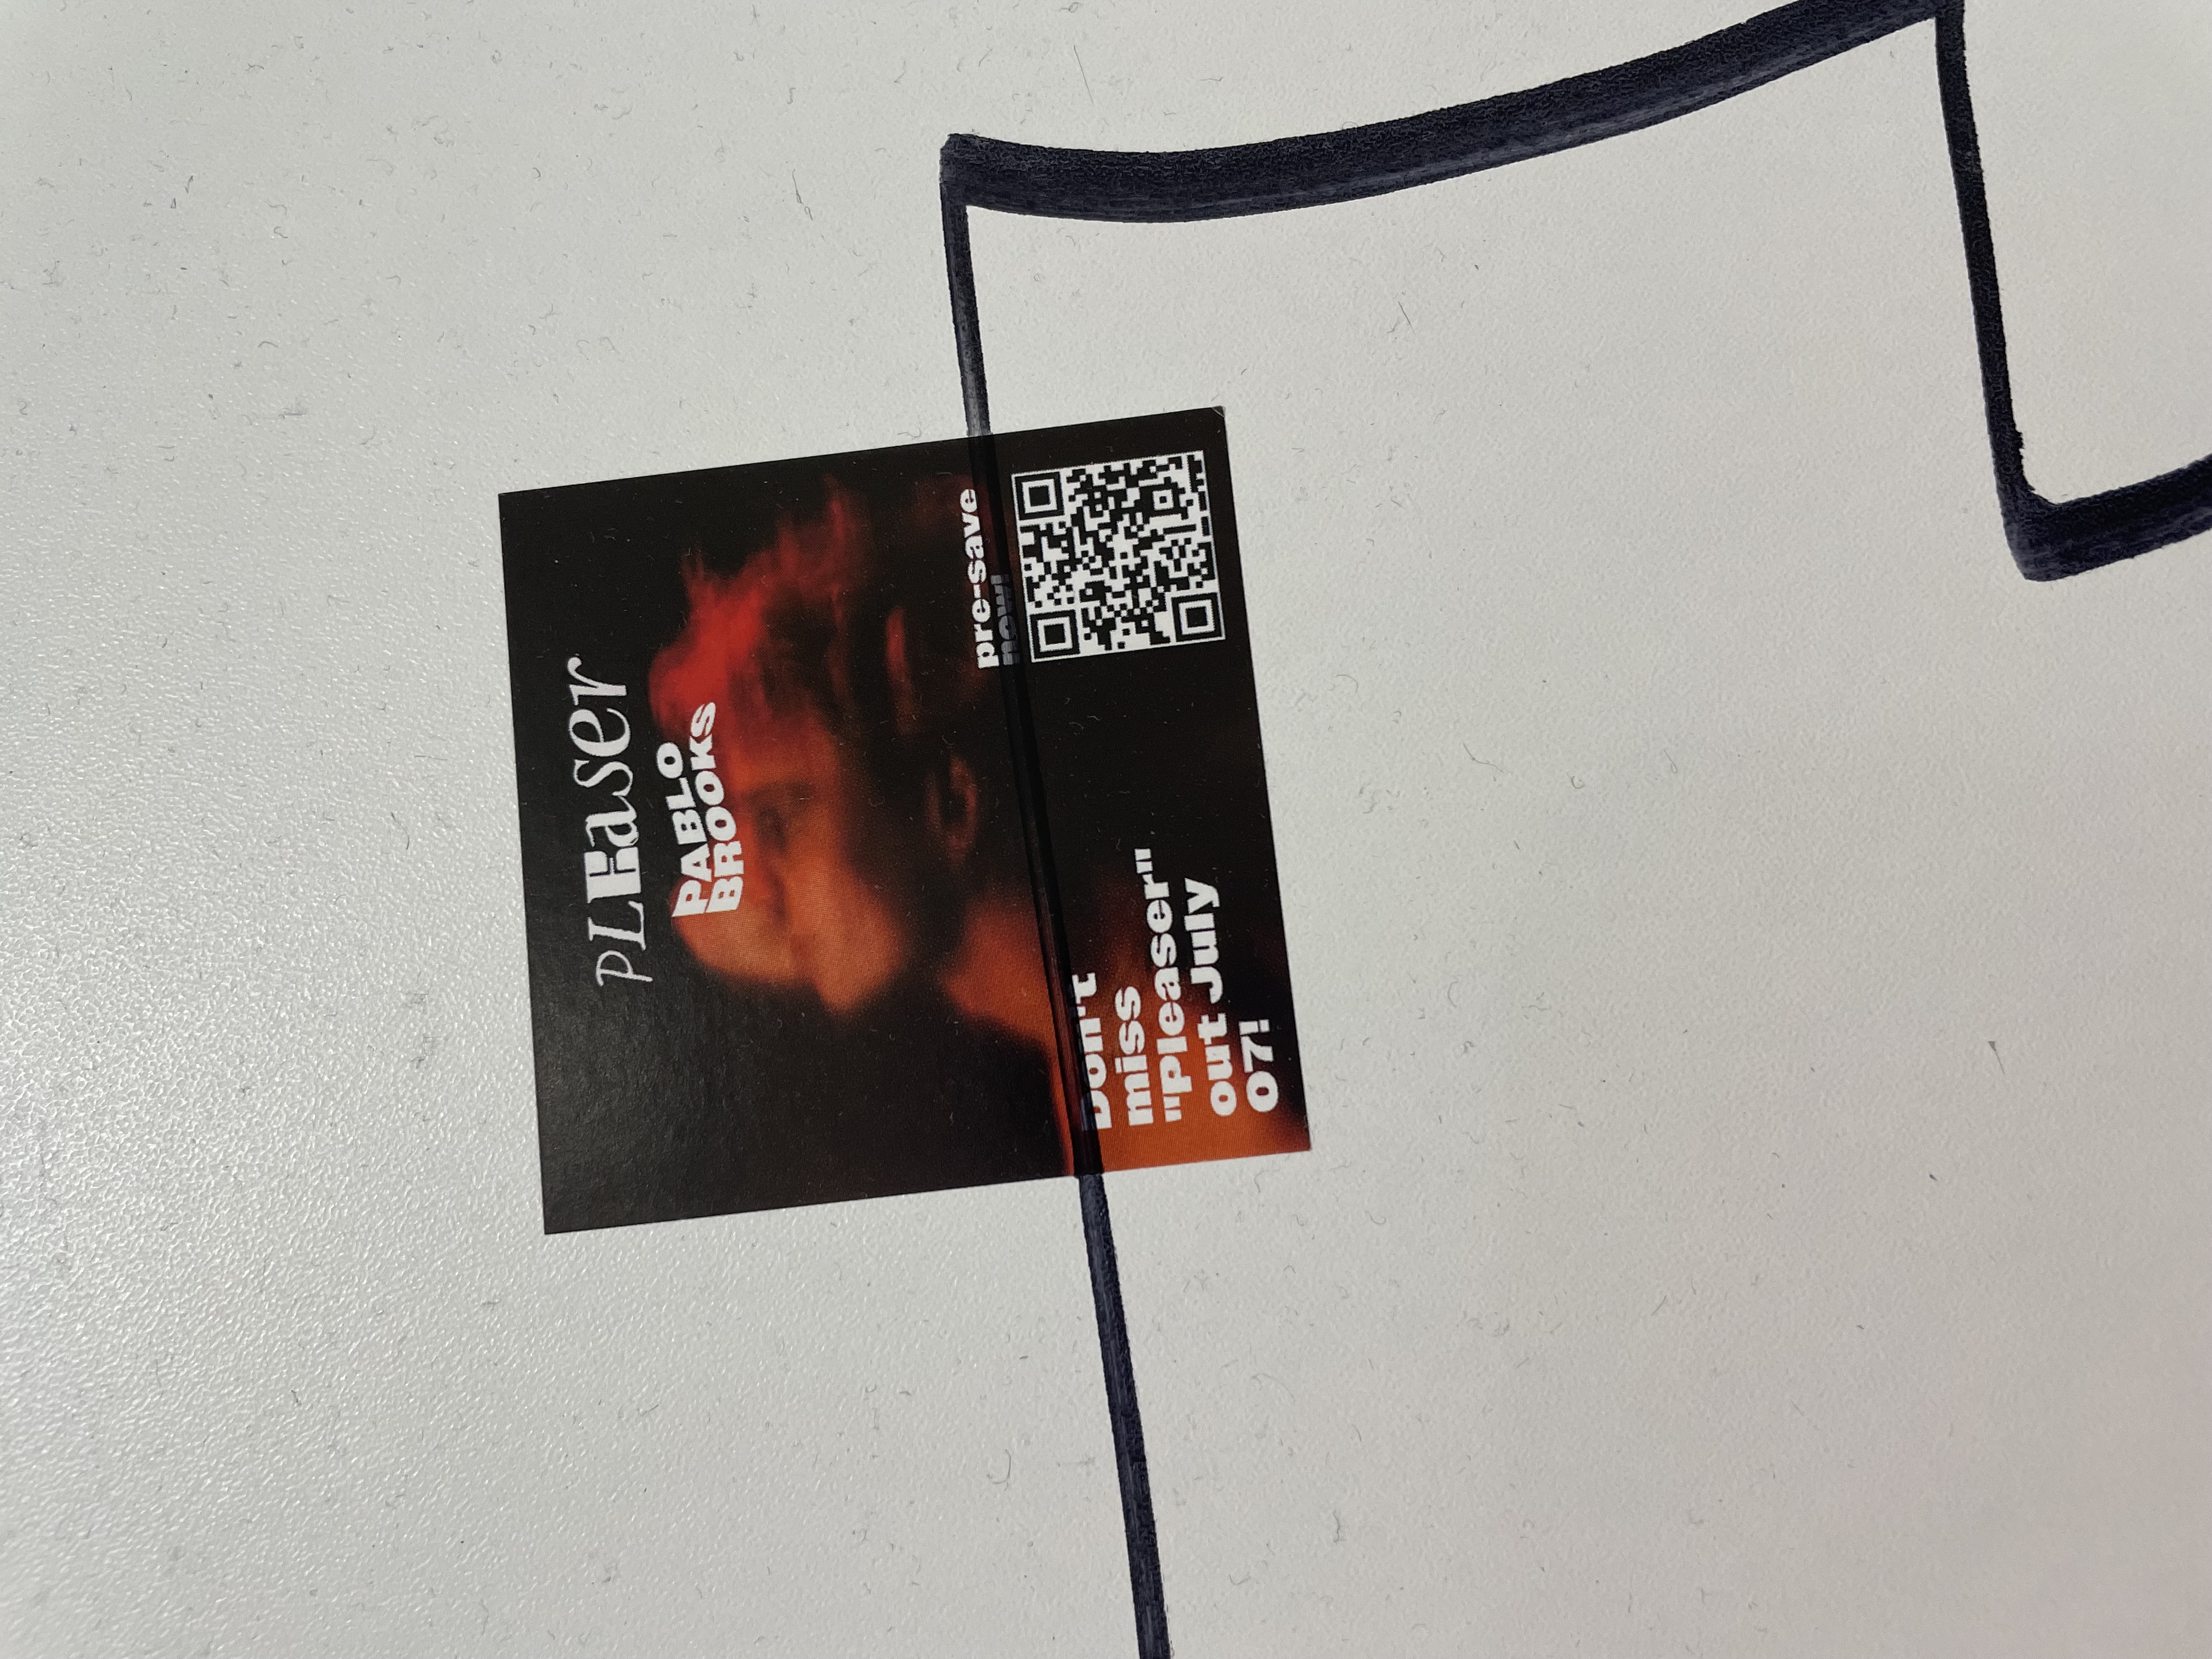 PLEaser
PABLO
BROOKS
pre-save
now!
Don't
miss
"Pleaser"
out July
07!